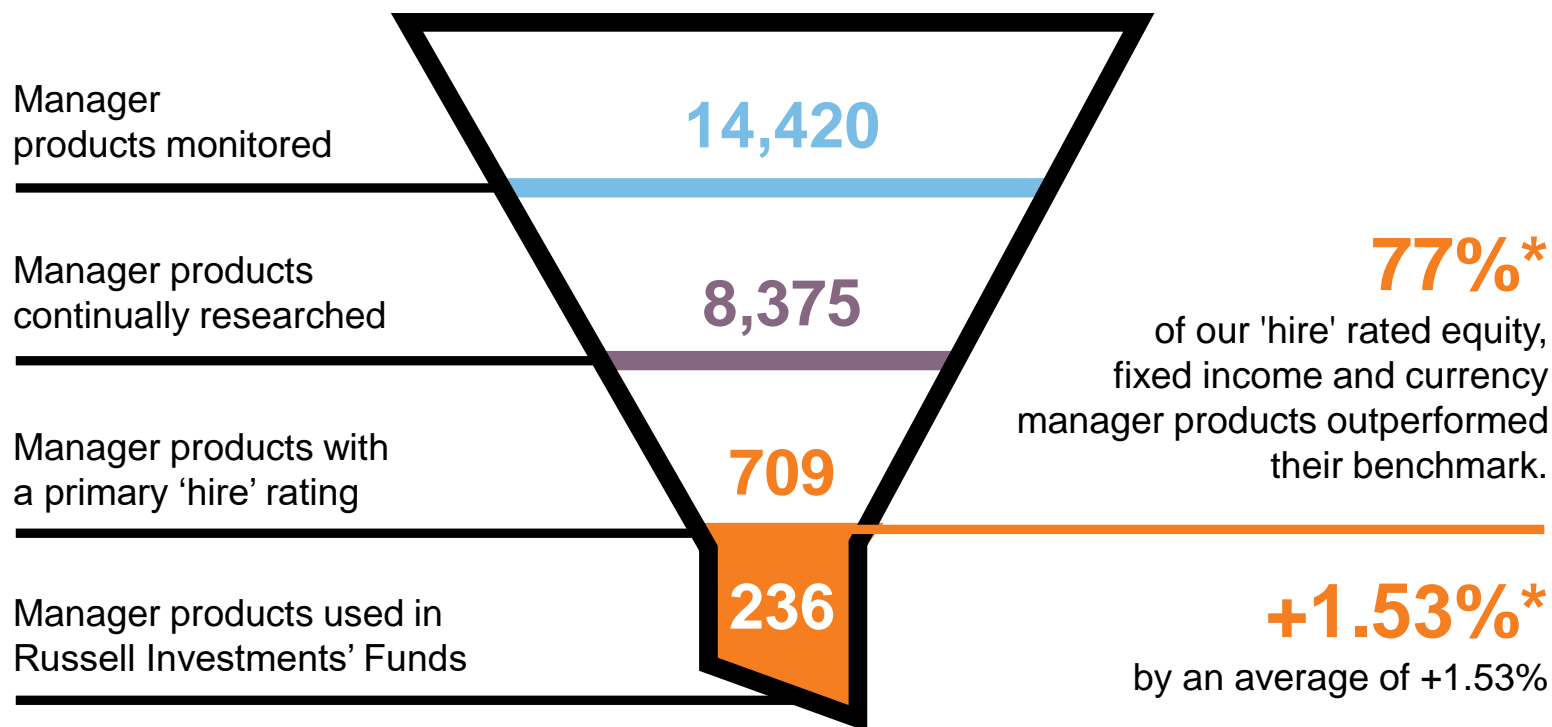 Manager
products monitored
14,420
Manager products
continually researched
8,375
77%*
of our 'hire' rated equity,
fixed income and currency
manager products outperformed
their benchmark.
Manager products with
a primary ‘hire’ rating
709
Manager products used in
Russell Investments’ Funds
236
+1.53%*
by an average of +1.53%